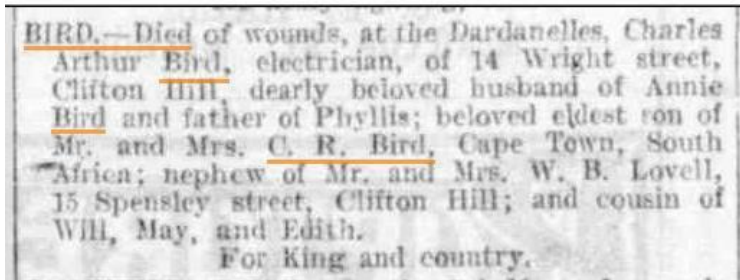 BIRD.—Died of wounds, at the Dardanelles, Charles
Arthur Bird, electrician, of 14 Wright street,
Clifton Hill, dearly beloved husband of Annie
Bird and father of Phyllis; beloved eldest son of
Mr. and Mrs. C. R. Bird, Cape Town, South
Africa; nephew of Mr. and Mrs. W. B. Lovell,
15 Spensley street, Clifton Hill; and cousin of
Will, May, and Edith.
For King and country.